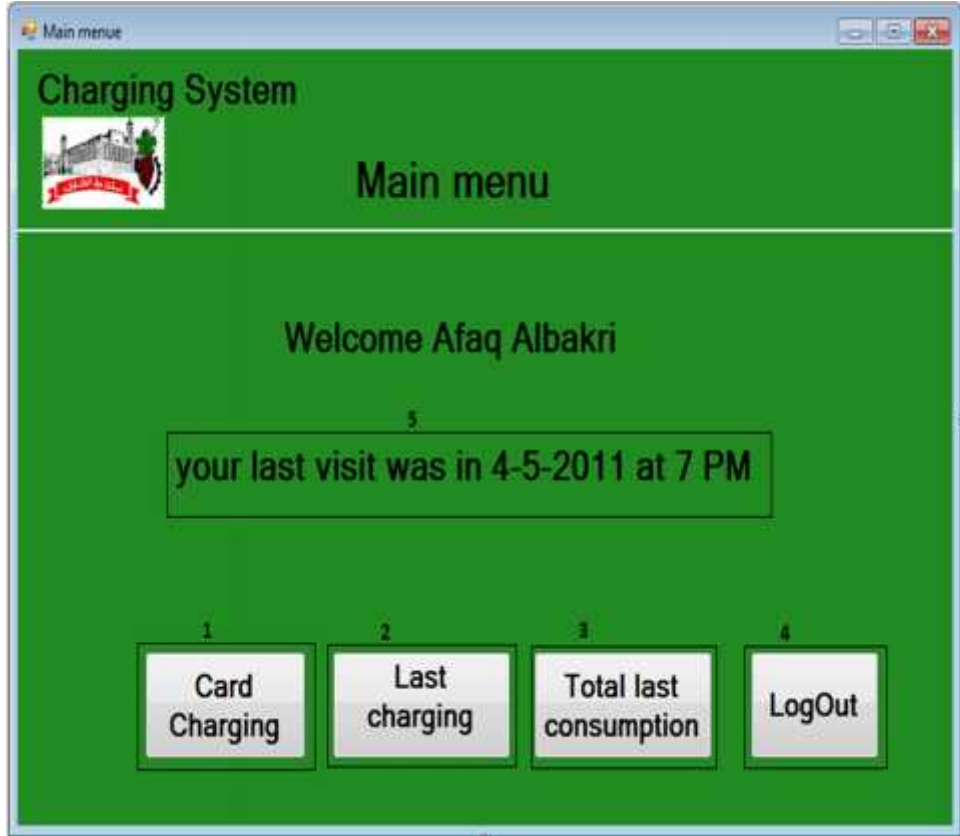 Main menue
Charging System
Main menu
Welcome Afaq Albakri
5
your last visit was in 4-5-2011 at 7 PM
1
2
3
4
Card
Charging
Last
charging
Total last
consumption
LogOut